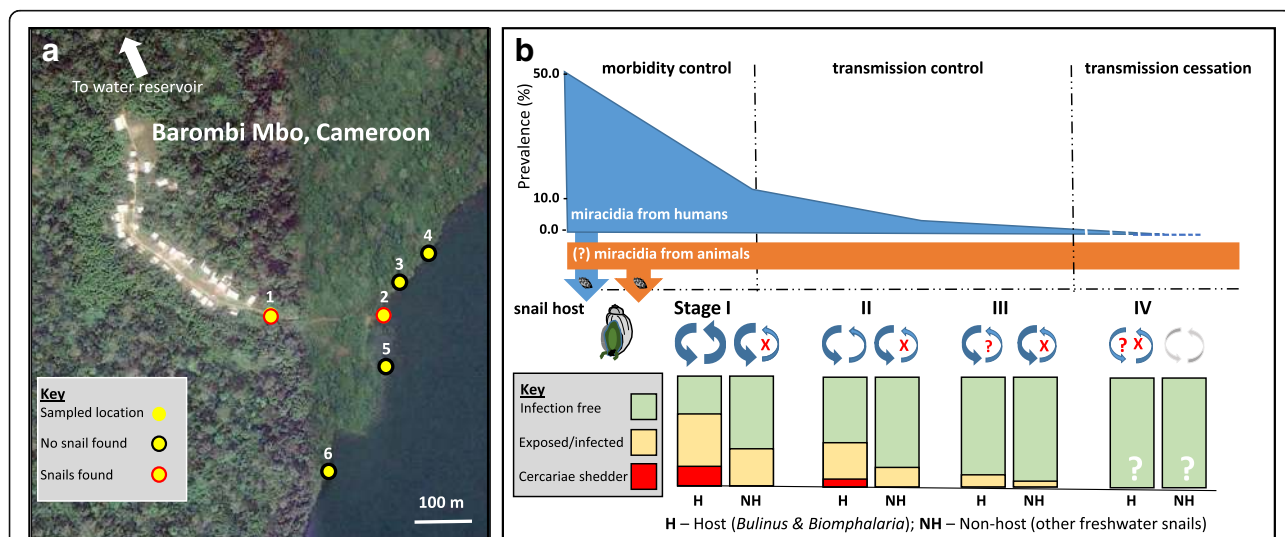 a
To water reservoir
Barombi Mbo, Cameroon
4
3
1
2
5
6
Key
Sampled location
No snail found
Snails found
100 m
b
morbidity control
transmission control
transmission cessation
Prevalence (%)
50.0
10.0
0.0
miracidia from humans
(?) miracidia from animals
snail host
Stage I
II
III
IV
X
X
?
X
? X
Key
Infection free
Exposed/infected
Cercariae shedder
? ?
H NH H NH H NH H NH
H – Host (Bulinus & Biomphalaria); NH – Non-host (other freshwater snails)